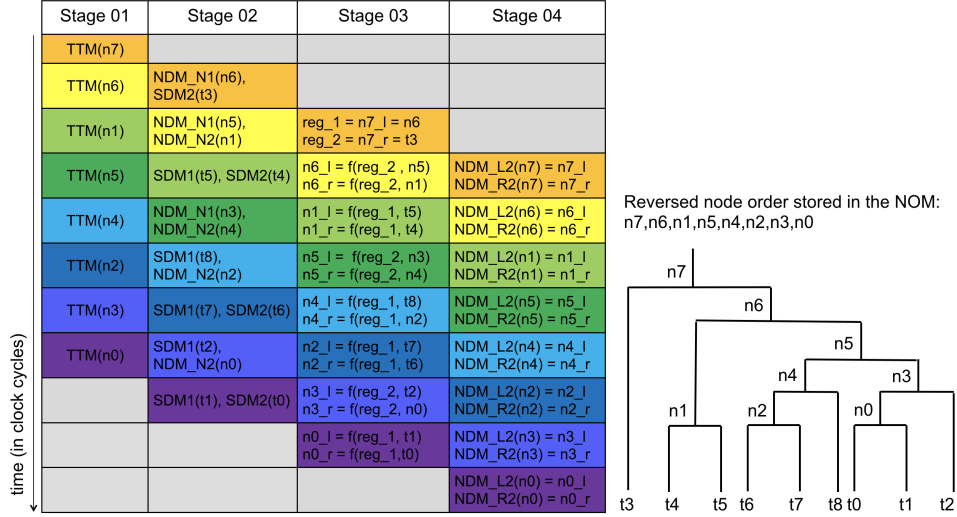 Stage 01 Stage 02 Stage 03 Stage 04
TTM(n7)
TTM(n6)
NDM_N1(n6),
SDM2(t3)
TTM(n1)
NDM_N1(n5),
NDM_N2(n1)
reg_1 = n7_l = n6
reg_2 = n7_r = t3
TTM(n5)
SDM1(t5), SDM2(t4)
n6_l = f(reg_2 , n5)
n6_r = f(reg_2, n1)
NDM_L2(n7) = n7_l
NDM_R2(n7) = n7_r
TTM(n4)
NDM_N1(n3),
NDM_N2(n4)
n1_l = f(reg_1, t5)
n1_r = f(reg_1, t4)
NDM_L2(n6) = n6_l
NDM_R2(n6) = n6_r
TTM(n2)
SDM1(t8),
NDM_N2(n2)
n5_l =  f(reg_2, n3)
n5_r = f(reg_2, n4)
NDM_L2(n1) = n1_l
NDM_R2(n1) = n1_r
TTM(n3)
SDM1(t7), SDM2(t6)
n4_l = f(reg_1, t8)
n4_r = f(reg_1, n2)
NDM_L2(n5) = n5_l
NDM_R2(n5) = n5_r
TTM(n0)
SDM1(t2),
NDM_N2(n0)
n2_l = f(reg_1, t7)
n2_r = f(reg_1, t6)
NDM_L2(n4) = n4_l
NDM_R2(n4) = n4_r
SDM1(t1), SDM2(t0)
n3_l = f(reg_2, t2)
n3_r = f(reg_2, n0)
NDM_L2(n2) = n2_l
NDM_R2(n2) = n2_r
n0_l = f(reg_1, t1)
n0_r = f(reg_1,t0)
NDM_L2(n3) = n3_l
NDM_R2(n3) = n3_r
NDM_L2(n0) = n0_l
NDM_R2(n0) = n0_r
time (in clock cycles)
Reversed node order stored in the NOM:
n7,n6,n1,n5,n4,n2,n3,n0
n7
n6
n5
n4 n3
n1 n2 n0
t3 t4 t5 t6 t7 t8 t0 t1 t2